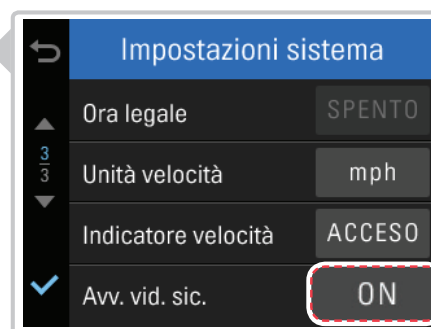 Impostazioni sistema
Ora legale SPENTO
3
3
Unità velocità mph
Indicatore velocità ACCESO
Avv. vid. sic. ON